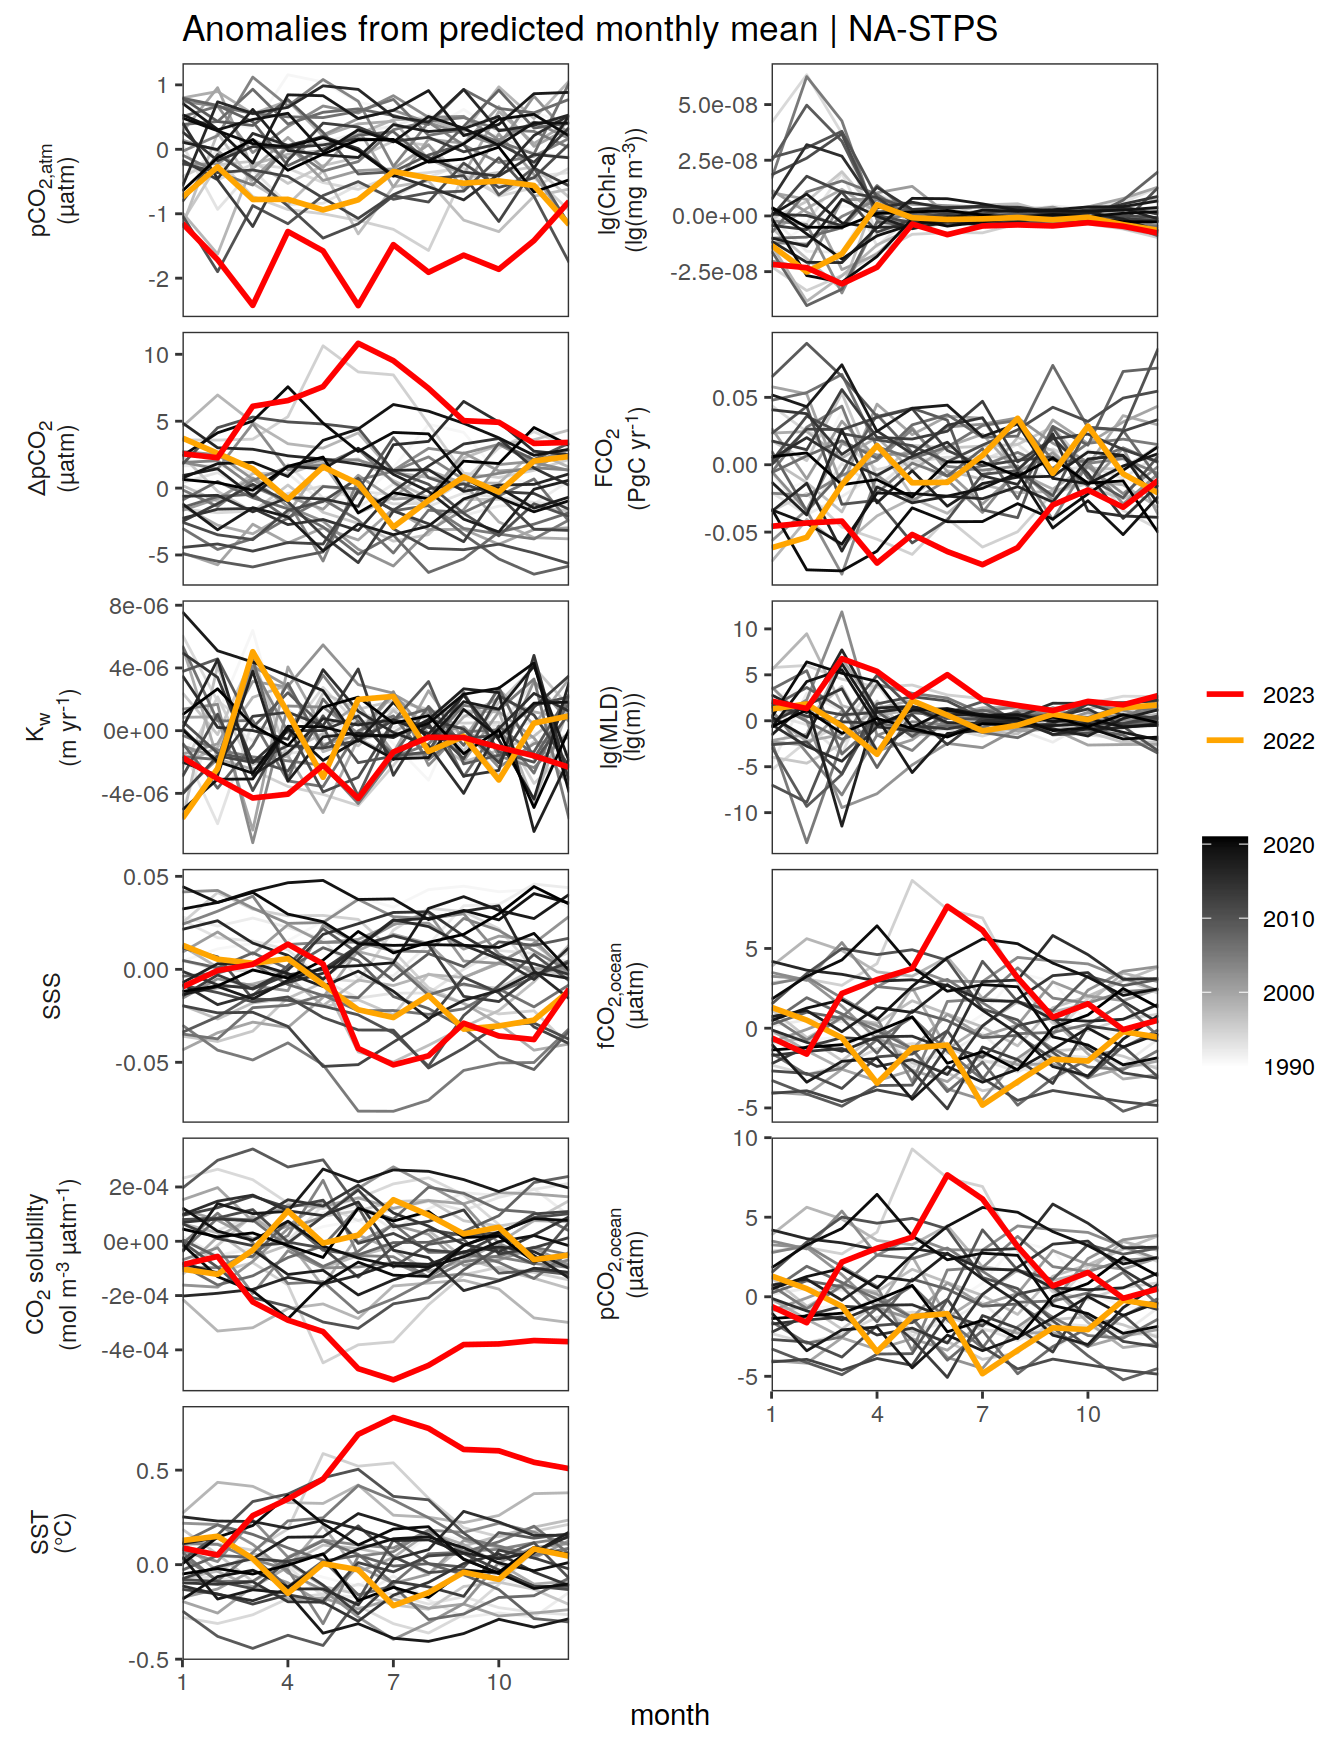 Anomalies from predicted monthly mean | NA-STPS
pCO2,atm
(µatm)
1
0
-1
-2
lg(Chl-a)
(lg(mg m-3))
5.0e-08
2.5e-08
0.0e+00
-2.5e-08
ΔpCO2
(µatm)
10
5
0
-5
FCO2
(PgC yr-1)
0.05
0.00
-0.05
Kw
(m yr-1)
8e-06
4e-06
0e+00
-4e-06
lg(MLD)
(lg(m))
10
5
0
-5
-10
SSS
0.05
0.00
-0.05
fCO2,ocean
(µatm)
5
0
-5
CO2 solubility
(mol m-3 µatm-1)
2e-04
0e+00
-2e-04
-4e-04
pCO2,ocean
(µatm)
10
5
0
-5
1
4
7
10
SST
(°C)
0.5
0.0
-0.5
1
4
7
10
month
2023
2022
2020
2010
2000
1990